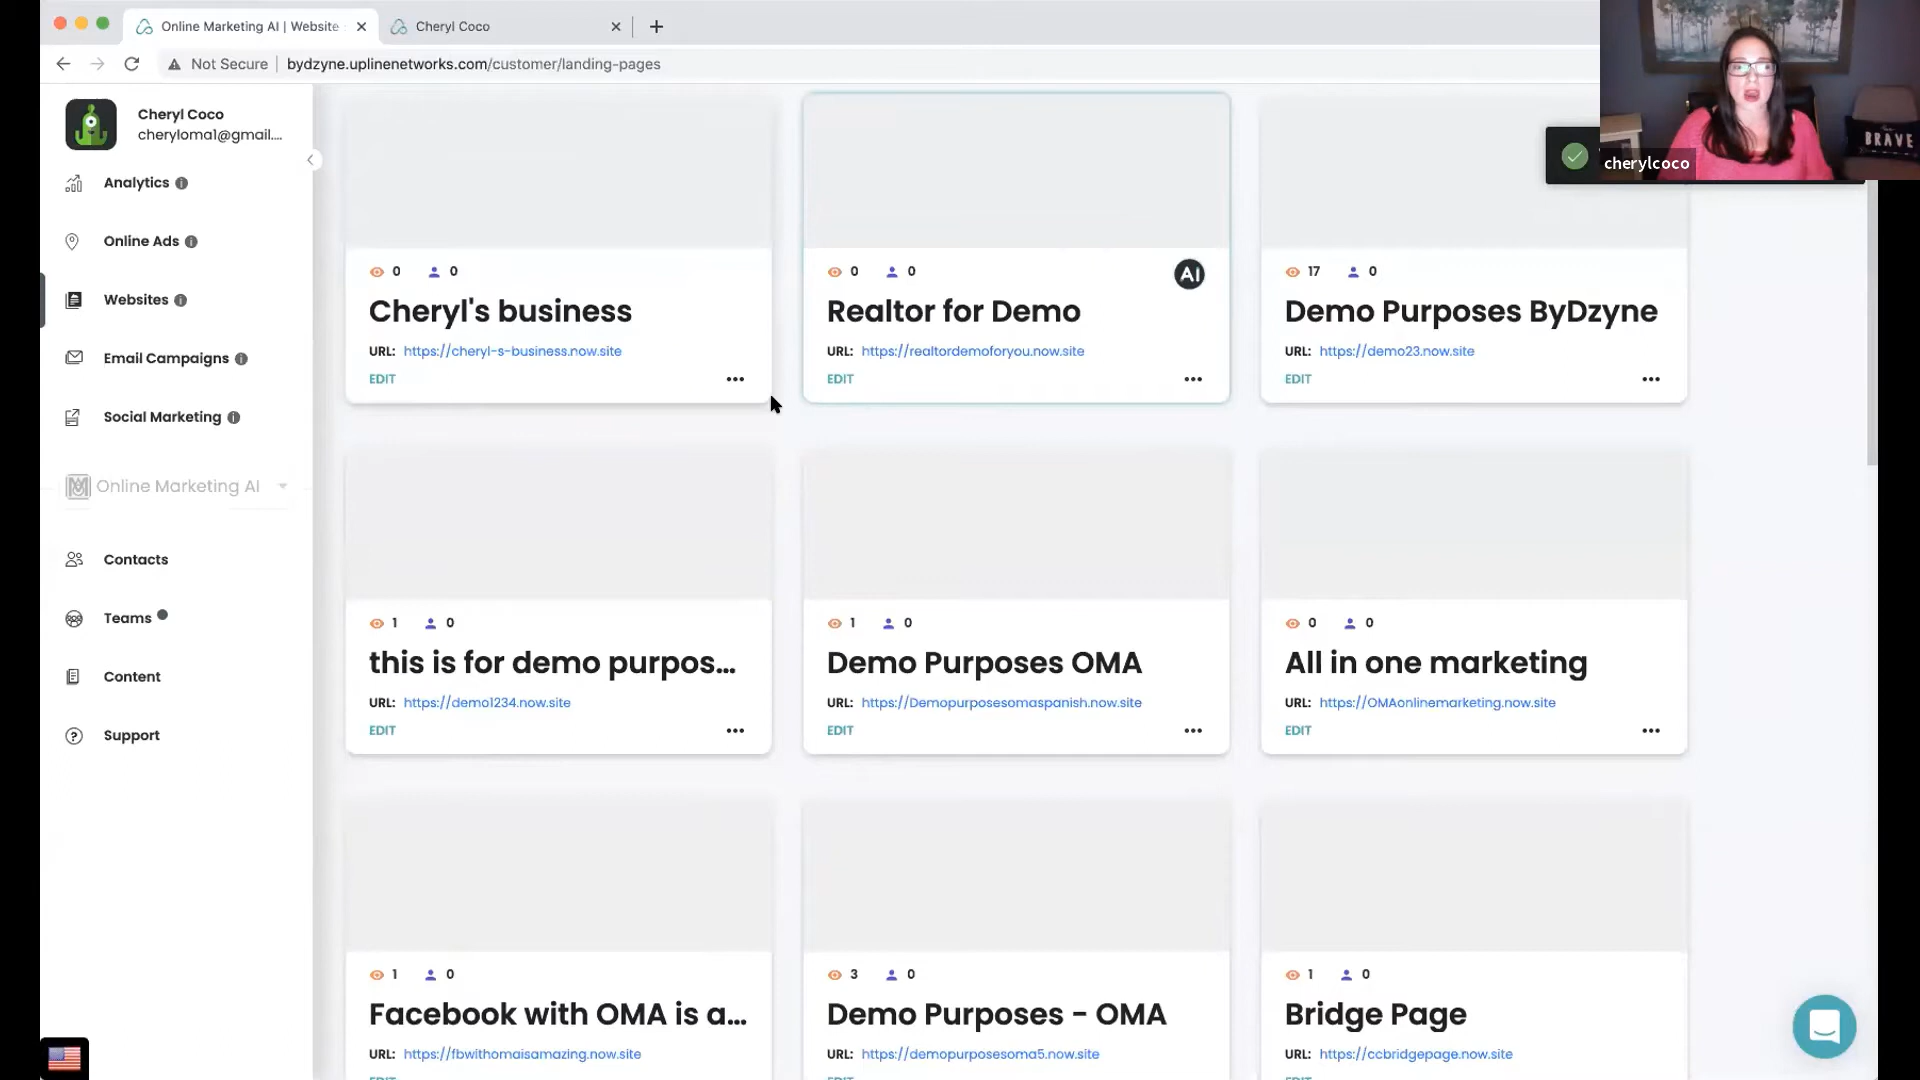 Online Marketing AI | Website
Cheryl Coco
Not Secure
bydzyne.uplinenetworks.com/customer/landing-pages
Cheryl Coco
cheryloma1@gmail....
Analytics
Online Ads
Websites
Email Campaigns
Social Marketing
Online Marketing AI
Contacts
Teams
Content
Support
BRAVE
cherylcoco
0 0
Cheryl's business
URL: https://cheryl-s-business.now.site
EDIT
0 0
AI
Realtor for Demo
URL: https://realtordemoforyou.now.site
EDIT
17 0
Demo Purposes ByDzyne
URL: https://demo23.now.site
EDIT
1 0
this is for demo purpos...
URL: https://demo1234.now.site
EDIT
1 0
Demo Purposes OMA
URL: https://Demopurposesomaspanish.now.site
EDIT
0 0
All in one marketing
URL: https://OMAonlinemarketing.now.site
EDIT
1 0
Facebook with OMA is a...
URL: https://fbwithomaisamazing.now.site
EDIT
3 0
Demo Purposes - OMA
URL: https://demopurposesoma5.now.site
EDIT
1 0
Bridge Page
URL: https://ccbridgepage.now.site
EDIT